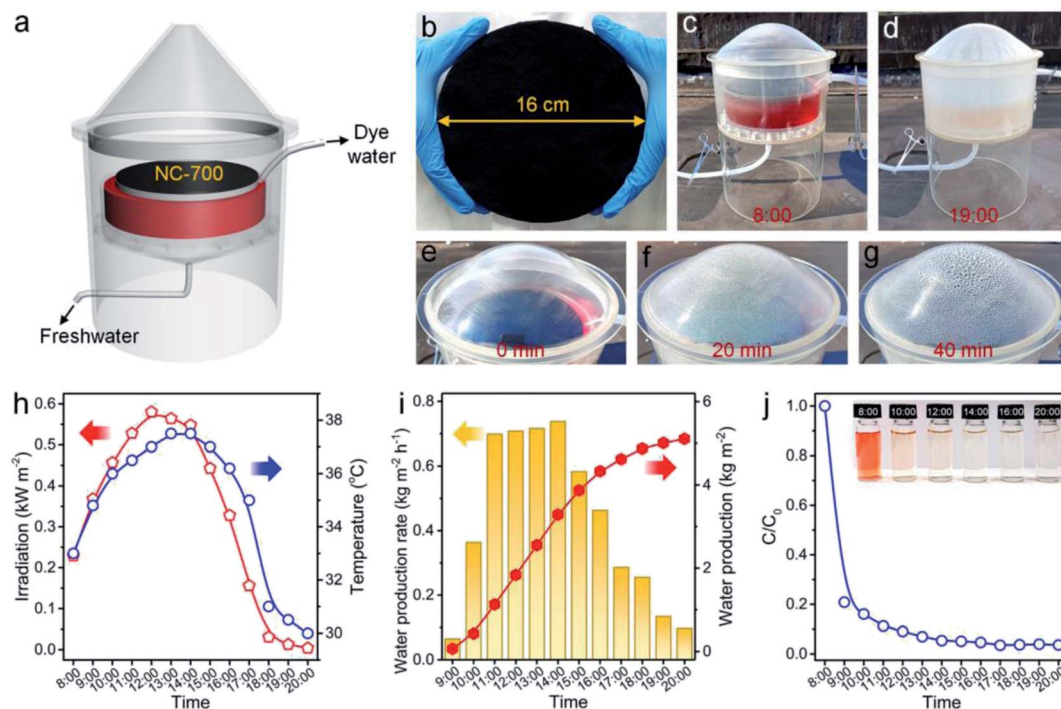 a
NC-700
Dye
water
Freshwater
b
16 cm
c
8:00
d
19:00
e
0 min
f
20 min
g
40 min
h
Irradiation (kW m⁻²)
0.6
0.5
0.4
0.3
0.2
0.1
0.0
Temperature (°C)
38
36
34
32
30
8:00
9:00
10:00
11:00
12:00
13:00
14:00
15:00
16:00
17:00
18:00
19:00
20:00
Time
i
Water production rate (kg m⁻² h⁻¹)
0.8
0.6
0.4
0.2
0.0
Water production (kg m⁻²)
6
4
2
0
9:00
10:00
11:00
12:00
13:00
14:00
15:00
16:00
17:00
18:00
19:00
20:00
Time
j
8:00 10:00 12:00 14:00 16:00 20:00
C/C₀
1.0
0.8
0.6
0.4
0.2
0.0
8:00
9:00
10:00
11:00
12:00
13:00
14:00
15:00
16:00
17:00
18:00
19:00
20:00
Time